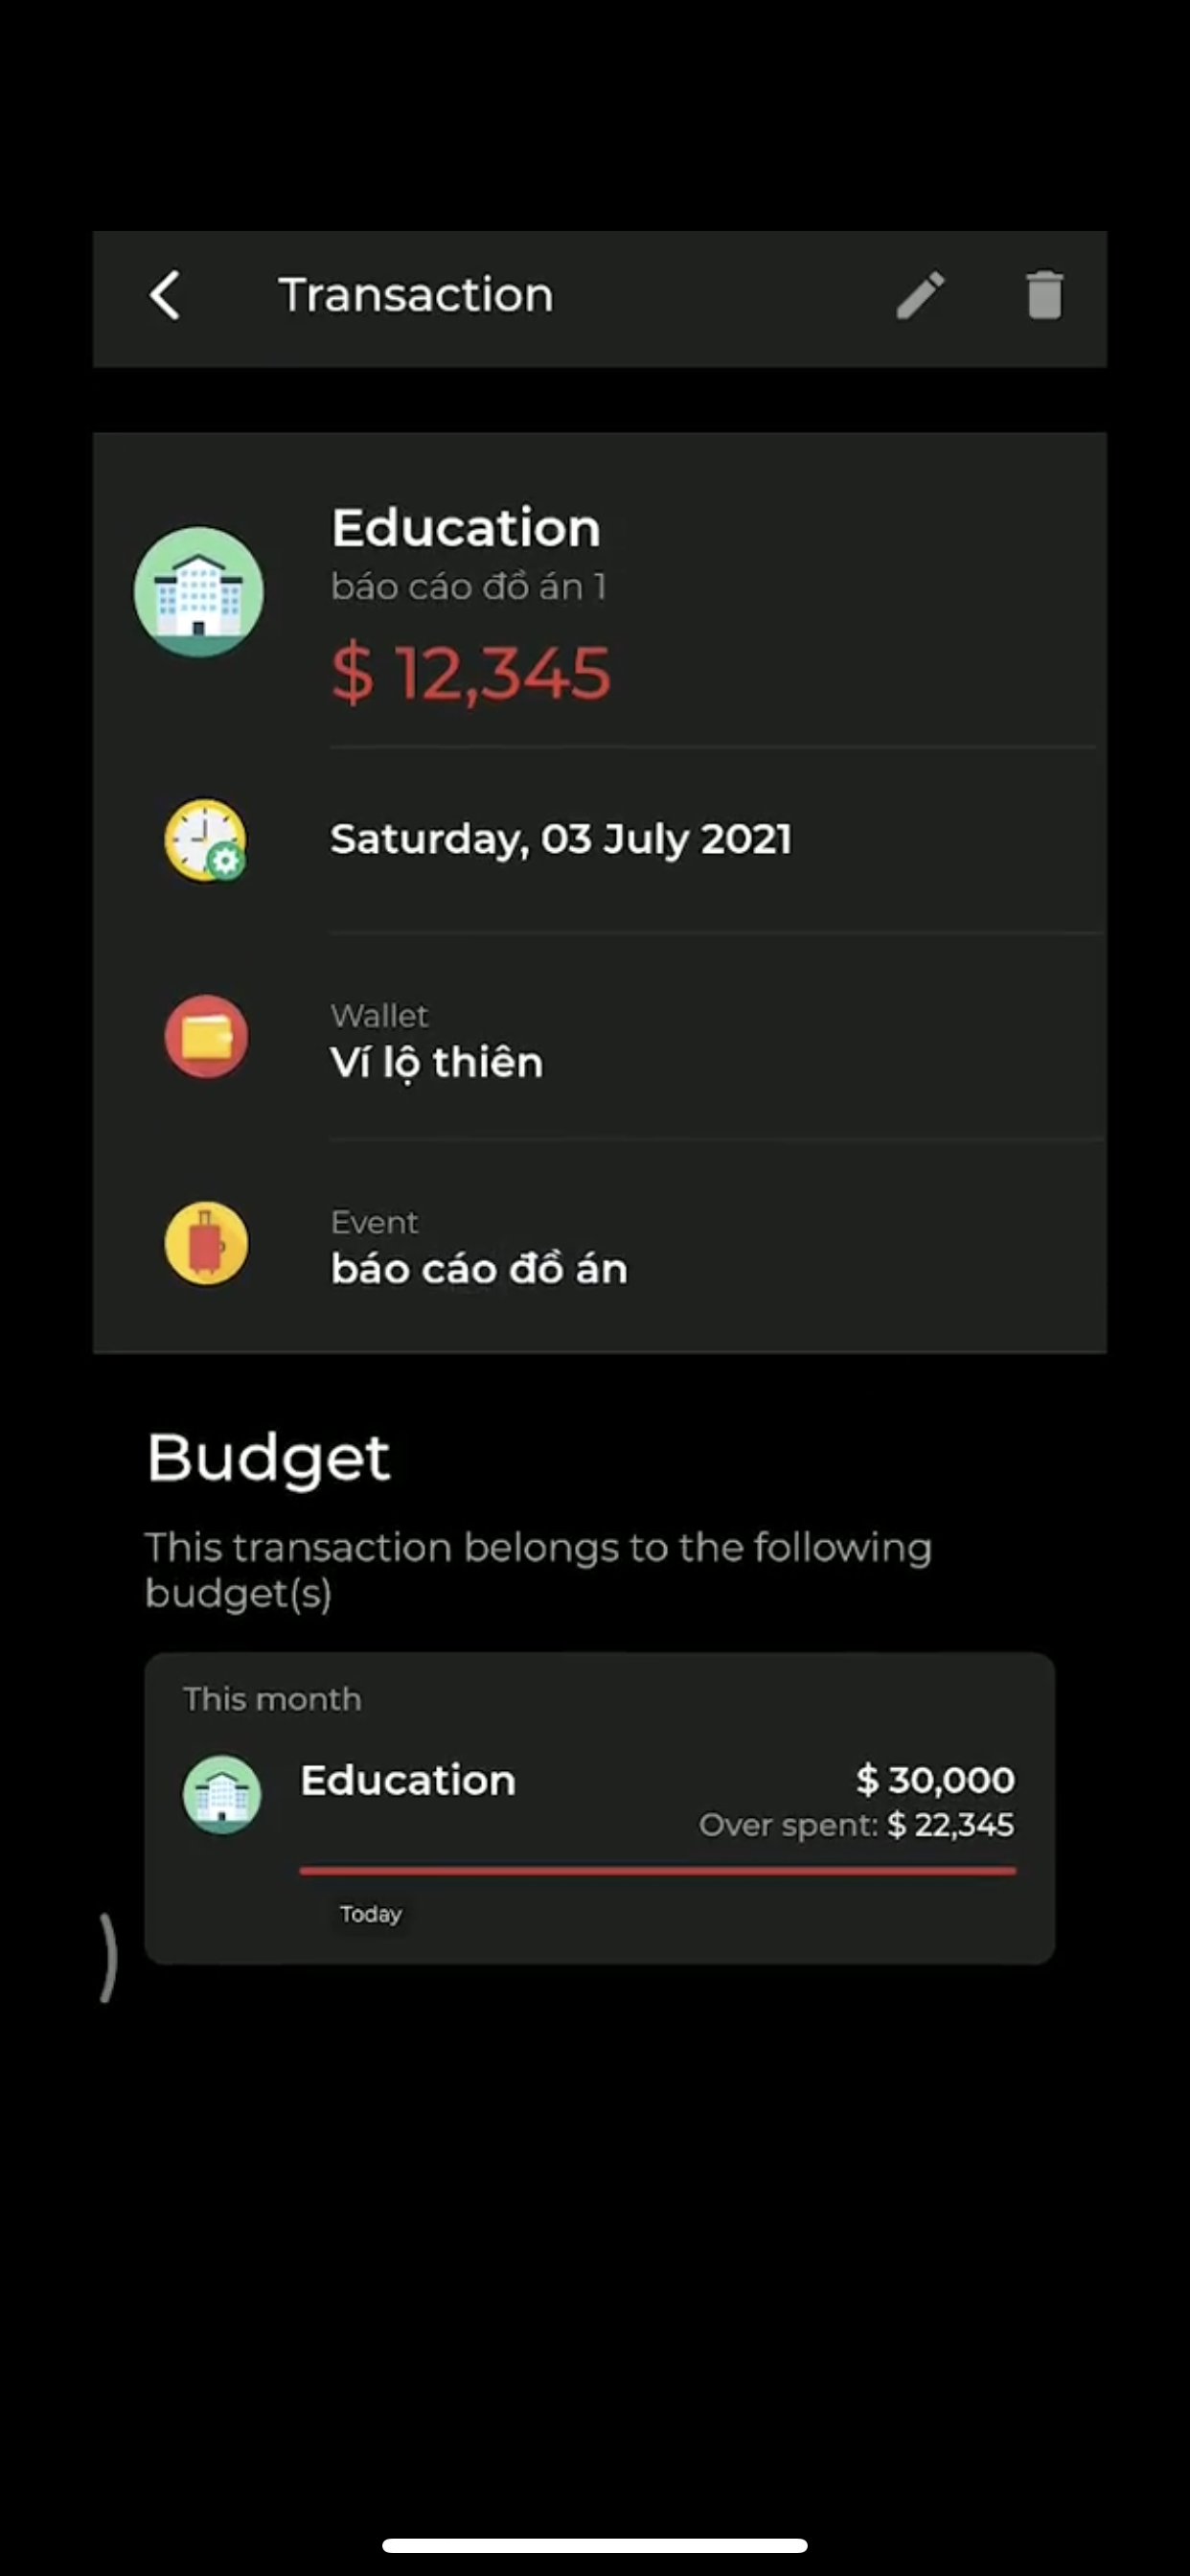 Transaction
Education
báo cáo đồ án 1
$ 12,345
Saturday, 03 July 2021
Wallet
Ví lộ thiên
Event
báo cáo đồ án
Budget
This transaction belongs to the following
budget(s)
This month
Education
$ 30,000
Over spent: $ 22,345
Today